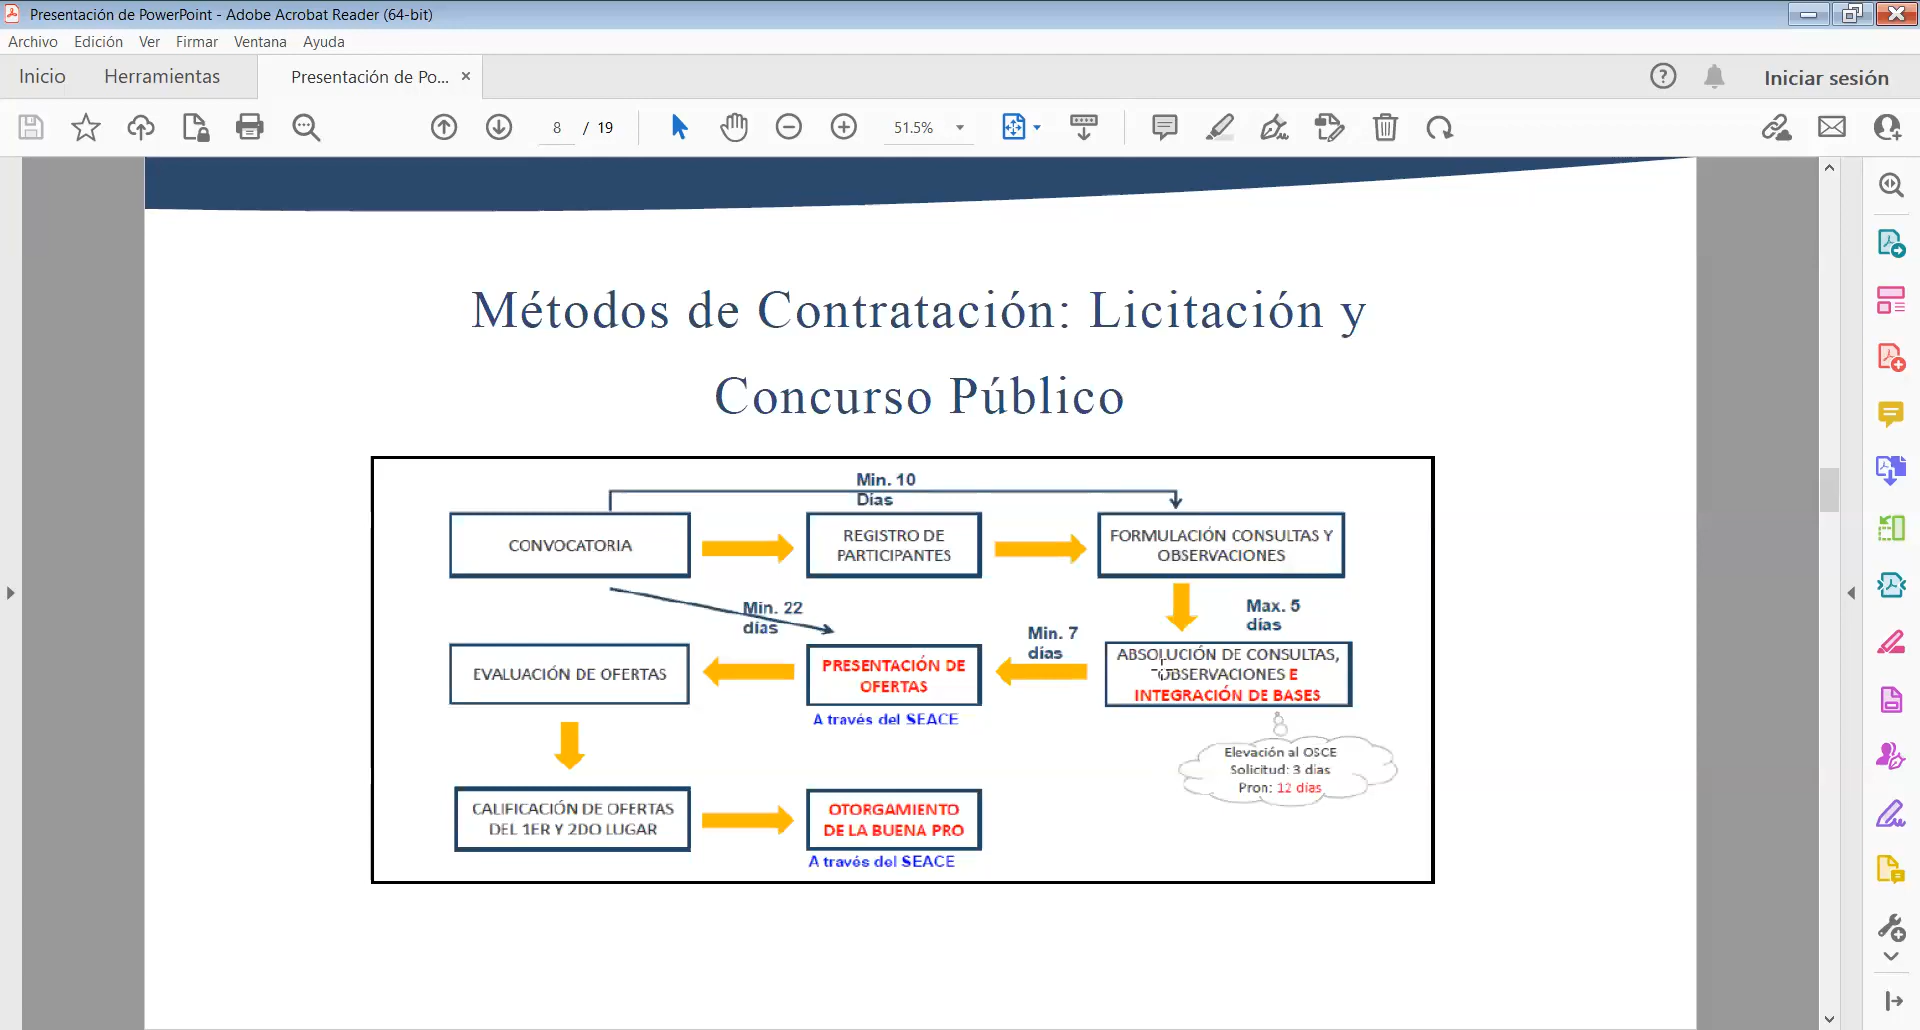 Presentación de PowerPoint - Adobe Acrobat Reader (64-bit)
Archivo Edición Ver Firmar Ventana Ayuda
Inicio Herramientas Presentación de Po... × Iniciar sesión
8 / 19 51.5%
Métodos de Contratación: Licitación y
Concurso Público
Min. 10
Días
CONVOCATORIA
REGISTRO DE
PARTICIPANTES
FORMULACIÓN CONSULTAS Y
OBSERVACIONES
Min. 22
días
Min. 7
días
Max. 5
días
EVALUACIÓN DE OFERTAS
PRESENTACIÓN DE
OFERTAS
A través del SEACE
ABSOLUCIÓN DE CONSULTAS,
OBSERVACIONES E
INTEGRACIÓN DE BASES
Elevación al OSCE
Solicitud: 3 dias
Pron: 12 días
CALIFICACIÓN DE OFERTAS
DEL 1ER Y 2DO LUGAR
OTORGAMIENTO
DE LA BUENA PRO
A través del SEACE